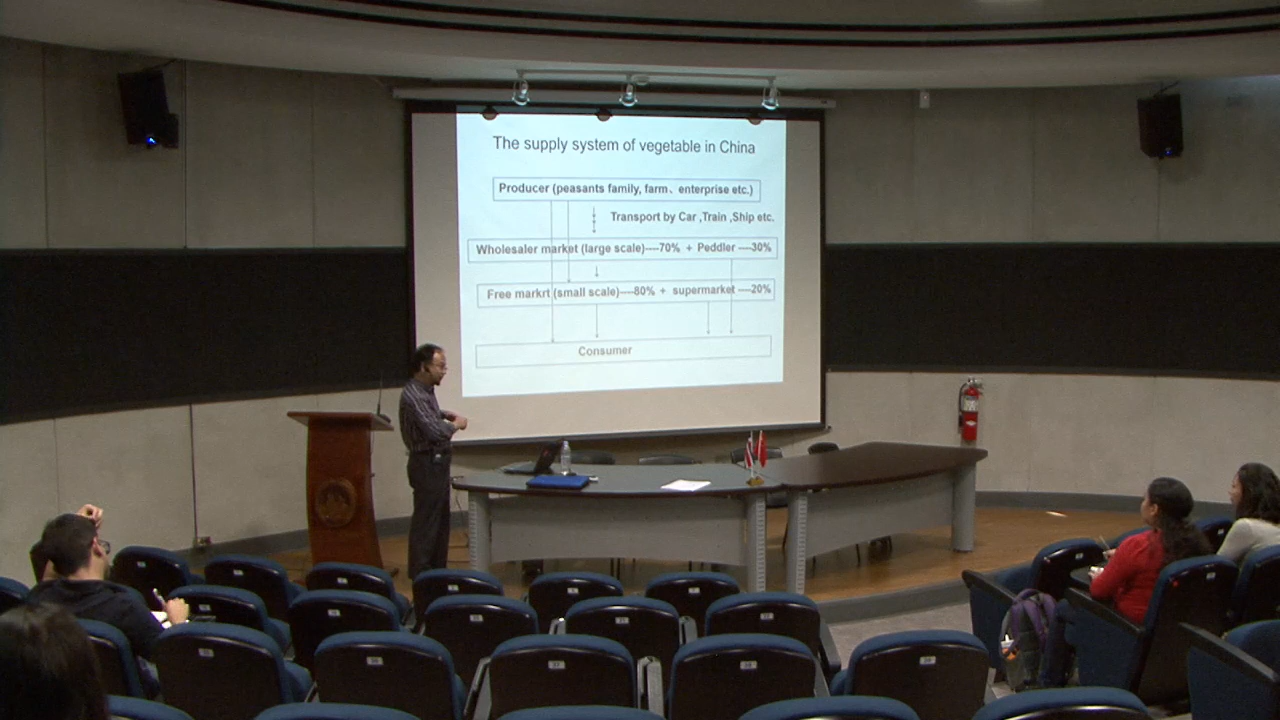 The supply system of vegetable in China
Producer (peasants family, farm、enterprise etc.)
Transport by Car ,Train ,Ship etc.
Wholesaler market (large scale)----70% + Peddler ----30%
Free markrt (small scale)----80% + supermarket ----20%
Consumer